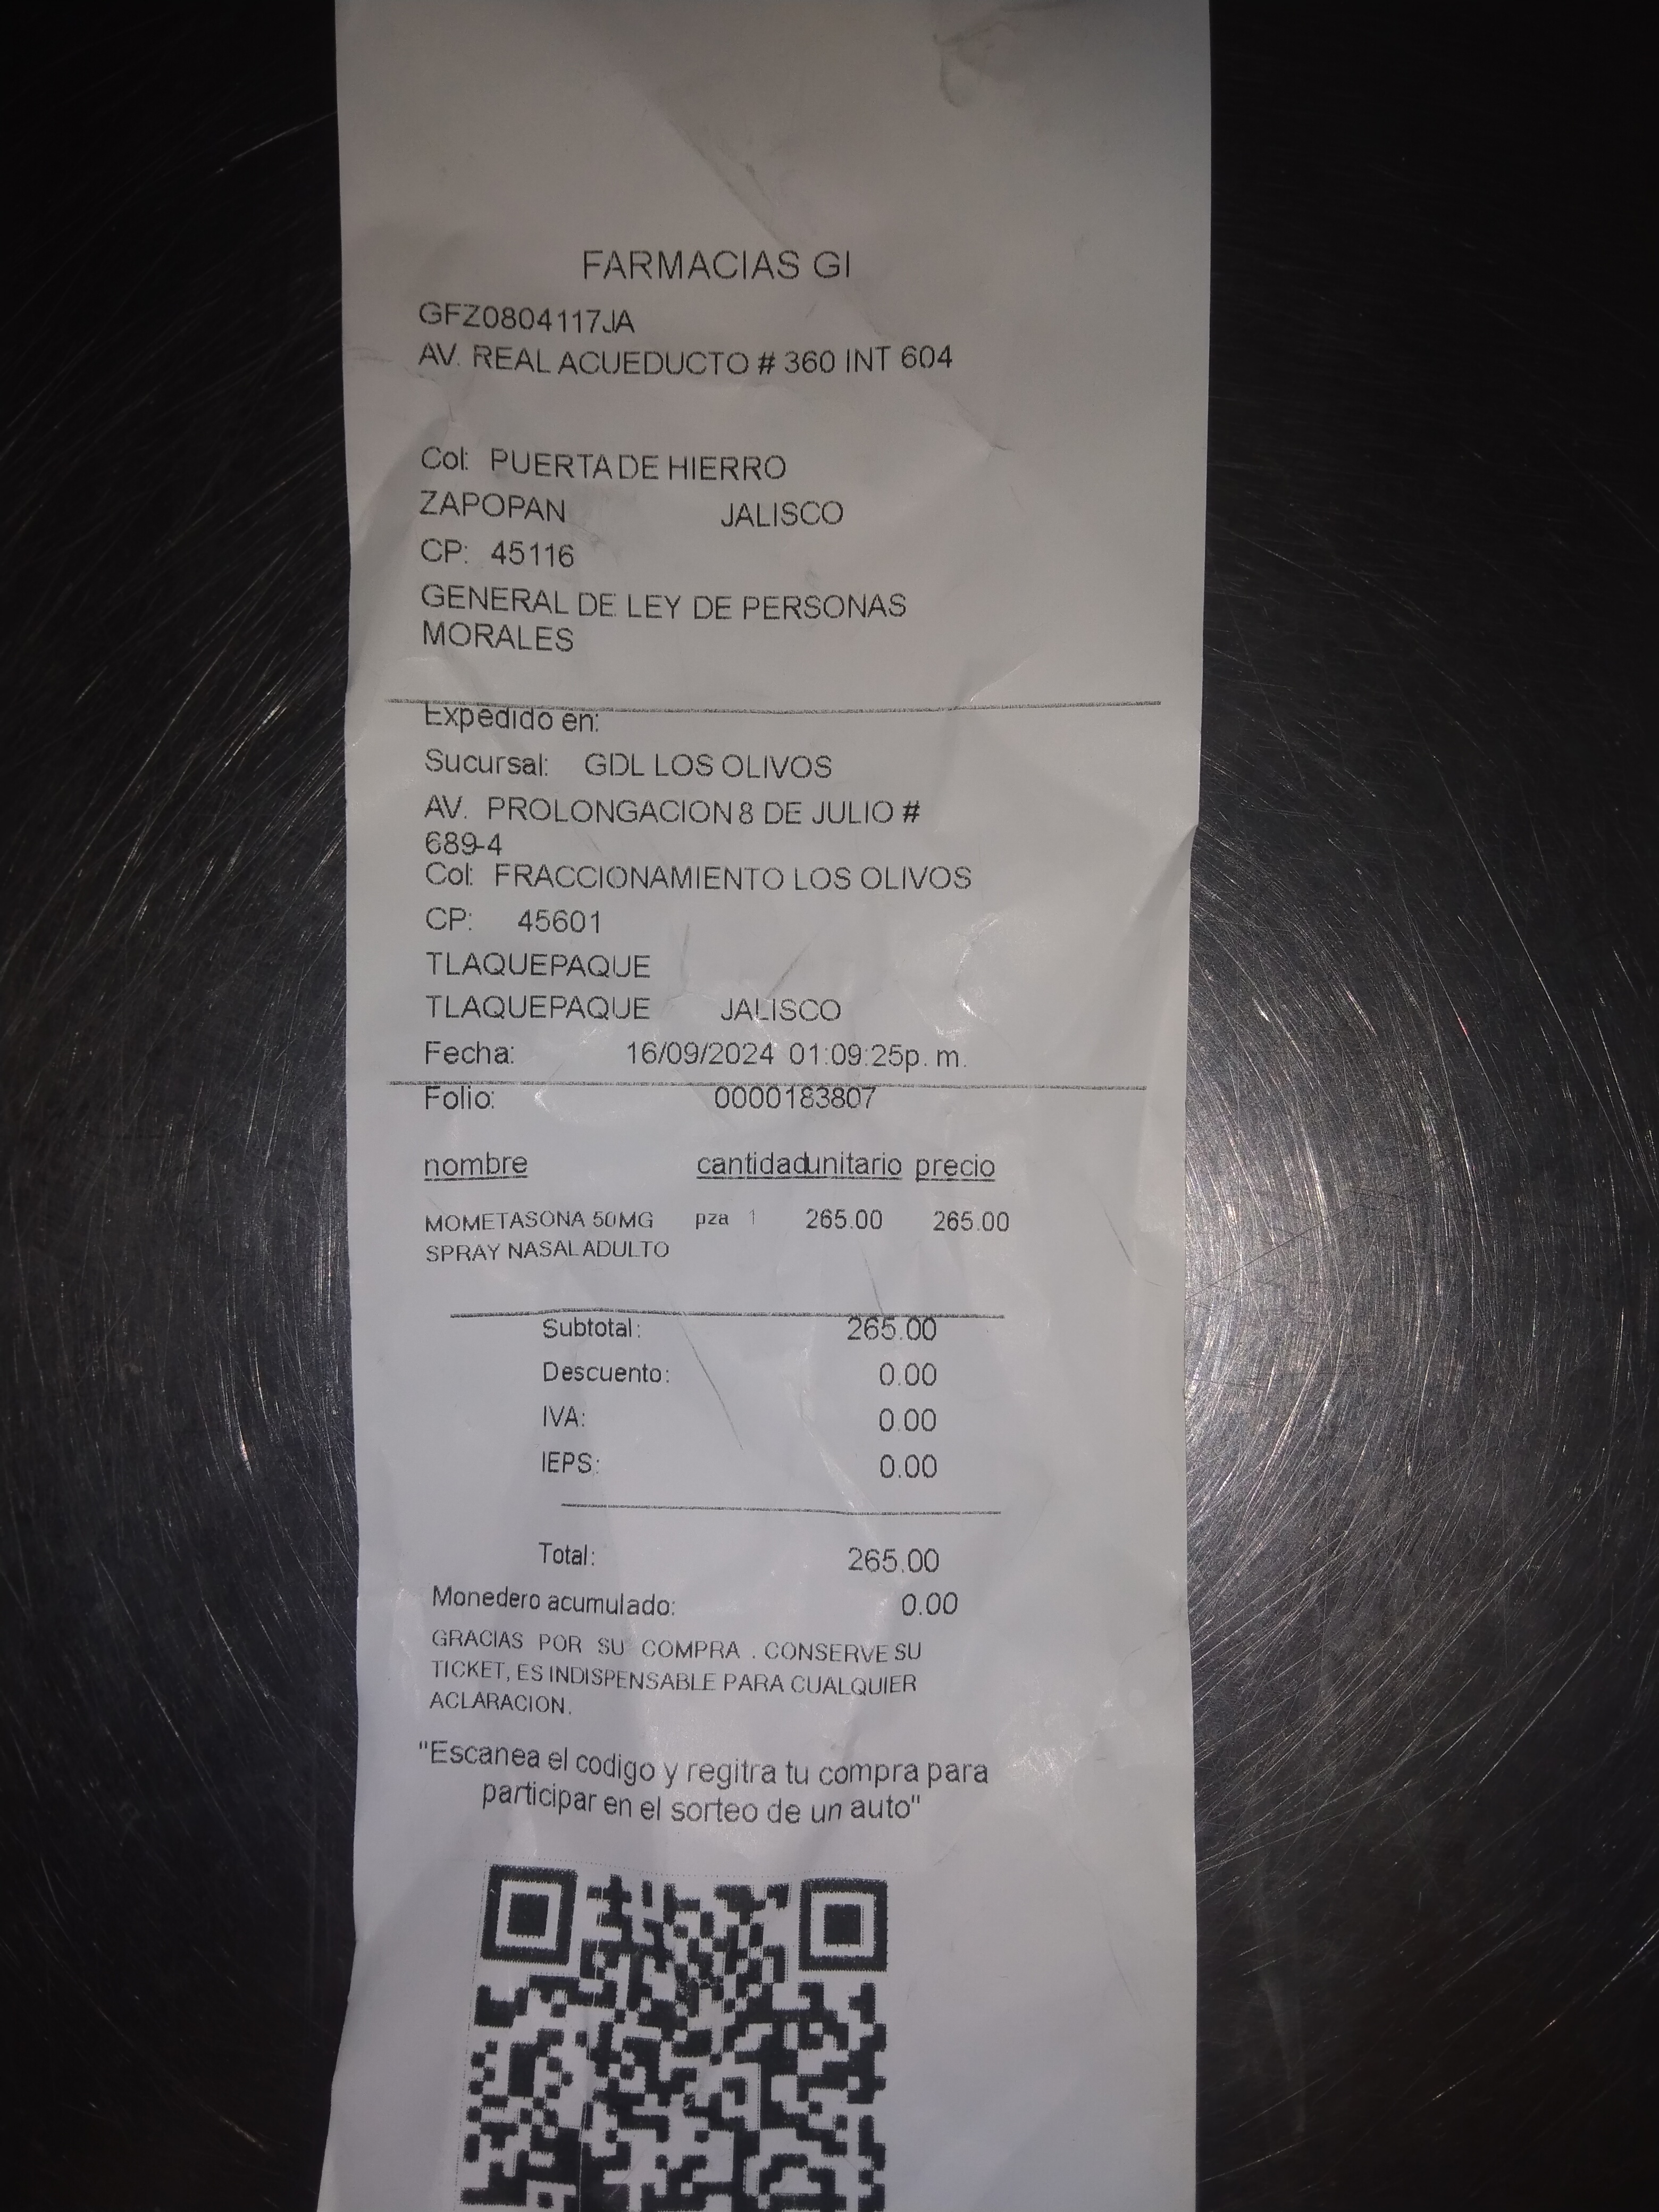 FARMACIAS GI
GFZ0804117JA
AV. REAL ACUEDUCTO # 360 INT 604
Col: PUERTA DE HIERRO
ZAPOPAN JALISCO
CP: 45116
GENERAL DE LEY DE PERSONAS
MORALES
Expedido en:
Sucursal: GDL LOS OLIVOS
AV. PROLONGACION 8 DE JULIO #
689-4
Col: FRACCIONAMIENTO LOS OLIVOS
CP: 45601
TLAQUEPAQUE
TLAQUEPAQUE JALISCO
Fecha: 16/09/2024 01:09:25p. m.
Folio: 0000183807
nombre cantidad unitario precio
MOMETASONA 50MG pza 1 265.00 265.00
SPRAY NASAL ADULTO
Subtotal: 265.00
Descuento: 0.00
IVA: 0.00
IEPS: 0.00
Total: 265.00
Monedero acumulado: 0.00
GRACIAS POR SU COMPRA . CONSERVE SU
TICKET, ES INDISPENSABLE PARA CUALQUIER
ACLARACION.
"Escanea el codigo y regitra tu compra para
participar en el sorteo de un auto"